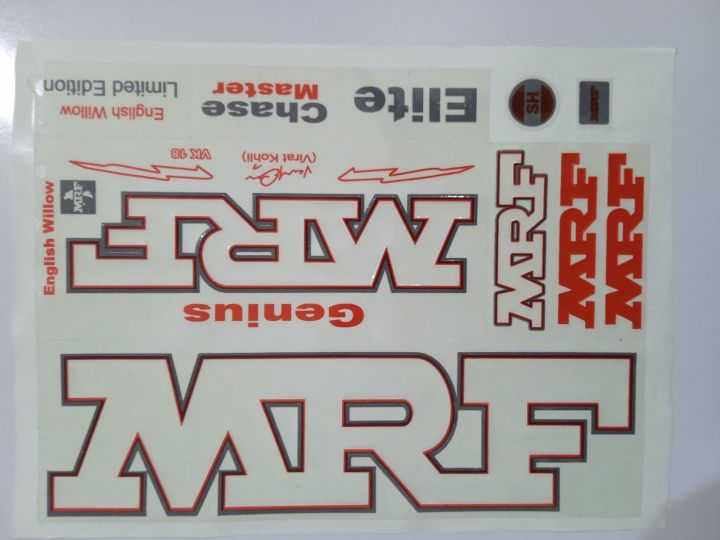 Elite
Chase
Master
English Willow
Limited Edition
SH
MRF
VK 18
(Virat Kohli)
MRF
English Willow
MRF
Genius
MRF
MRF
MRF
MRF